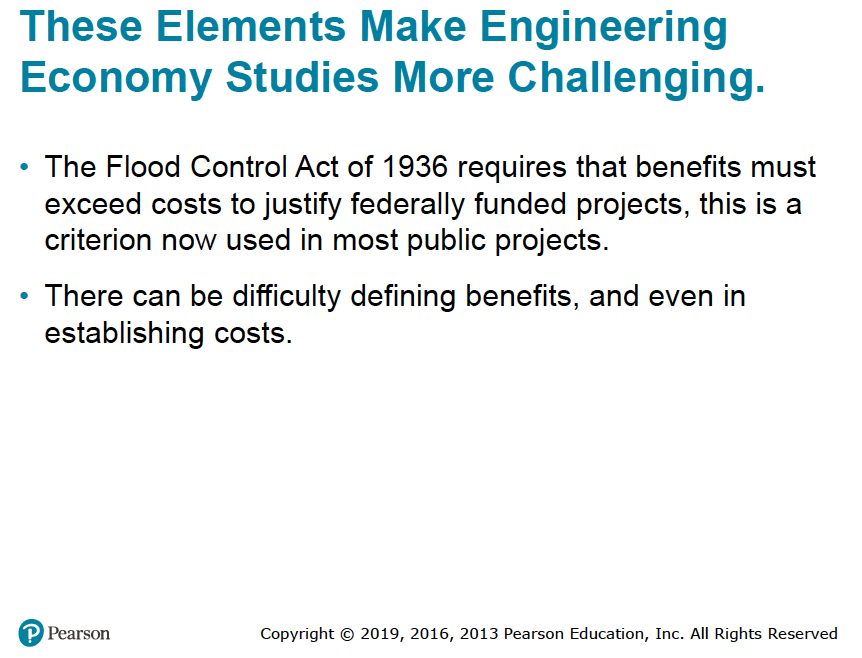 These Elements Make Engineering
Economy Studies More Challenging.
• The Flood Control Act of 1936 requires that benefits must
exceed costs to justify federally funded projects, this is a
criterion now used in most public projects.
• There can be difficulty defining benefits, and even in
establishing costs.
Pearson
Copyright © 2019, 2016, 2013 Pearson Education, Inc. All Rights Reserved